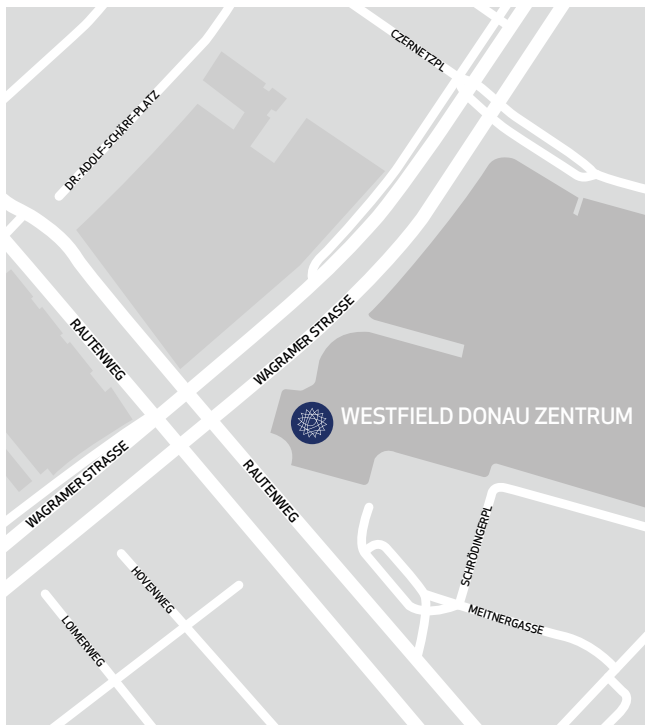 CZERNETZPL
DR.-ADOLF-SCHÄRF-PLATZ
RAUTENWEG
WAGRAMER STRASSE
WESTFIELD DONAU ZENTRUM
WAGRAMER STRASSE
RAUTENWEG
SCHRÖDINGERPL
HOVENWEG
MEITNERGASSE
LOIMERWEG